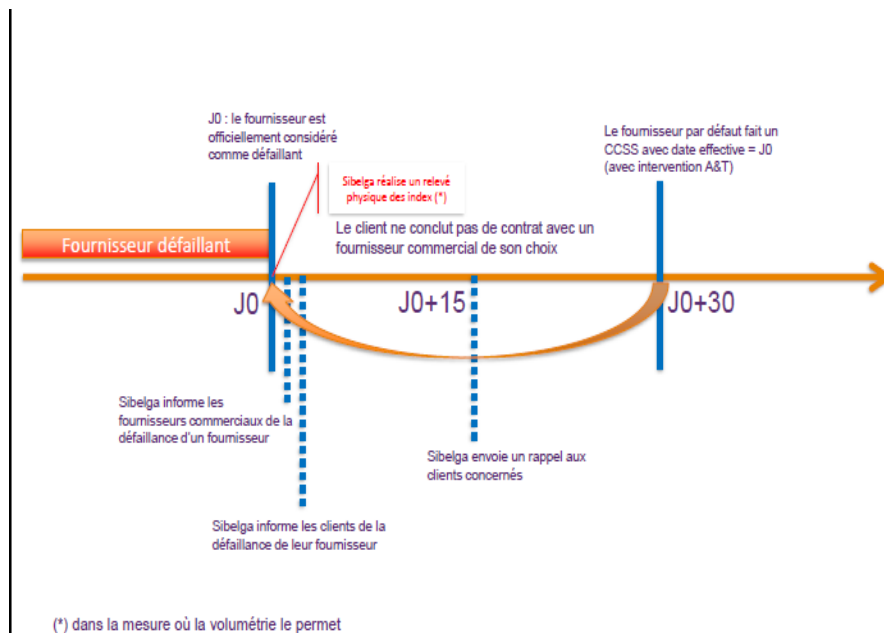 J0 : le fournisseur est
officiellement considéré
comme défaillant
Le fournisseur par défaut fait un
CCSS avec date effective = J0
(avec intervention A&T)
Sibelga réalise un relevé
physique des index (*)
Le client ne conclut pas de contrat avec un
fournisseur commercial de son choix
Fournisseur défaillant
J0
J0+15
J0+30
Sibelga informe les
fournisseurs commerciaux de la
défaillance d'un fournisseur
Sibelga envoie un rappel aux
clients concernés
Sibelga informe les clients de la
défaillance de leur fournisseur
(*) dans la mesure où la volumétrie le permet